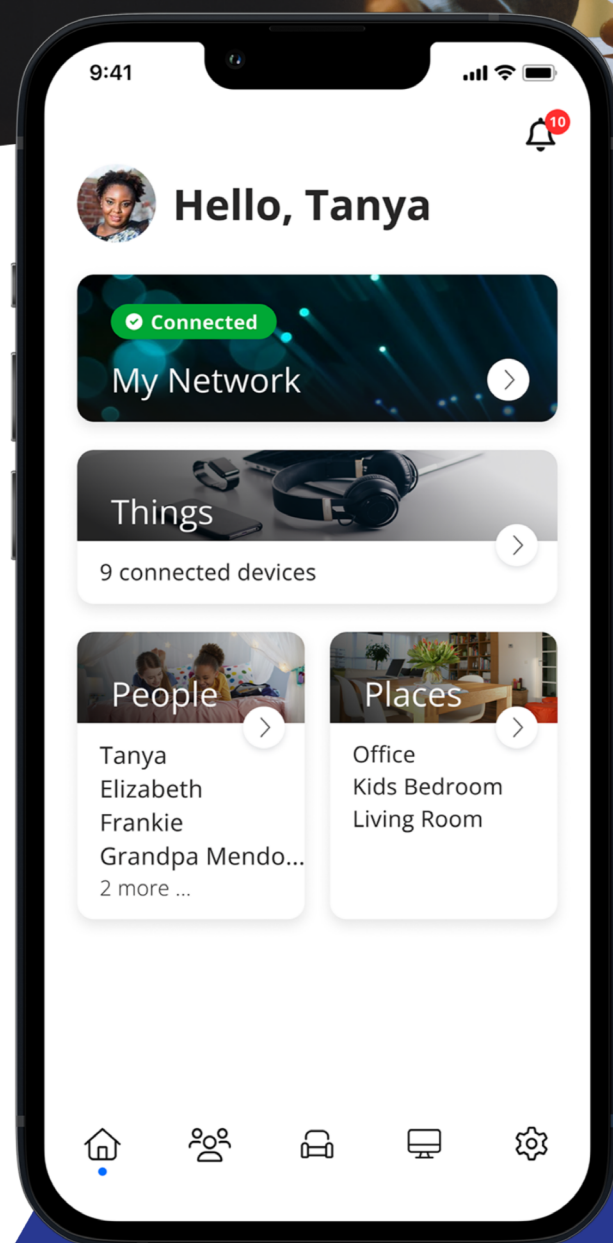 9:41
10
Hello, Tanya
Connected
My Network
Things
9 connected devices
People
Tanya
Elizabeth
Frankie
Grandpa Mendo...
2 more ...
Places
Office
Kids Bedroom
Living Room